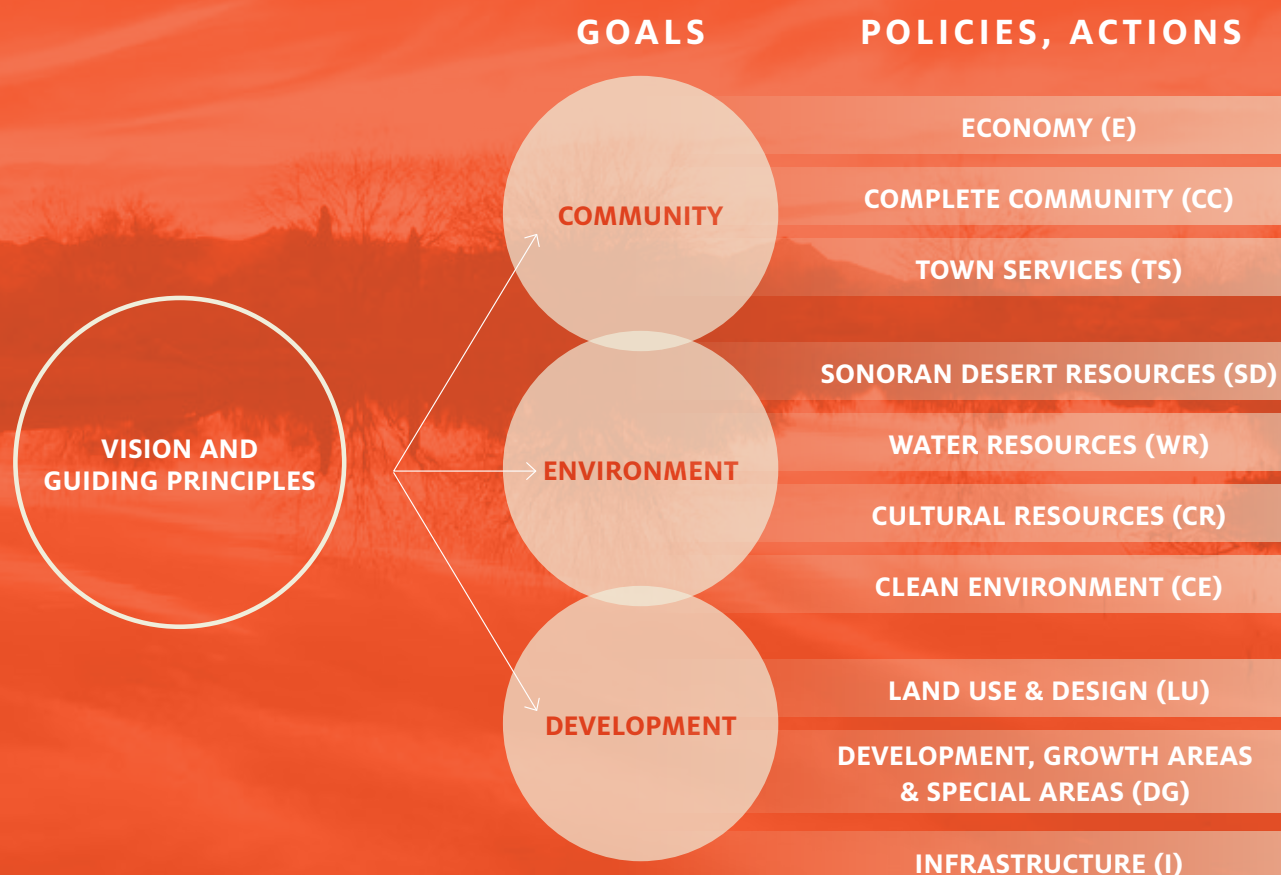 GOALS
POLICIES, ACTIONS
VISION AND
GUIDING PRINCIPLES
COMMUNITY
ECONOMY (E)
COMPLETE COMMUNITY (CC)
TOWN SERVICES (TS)
ENVIRONMENT
SONORAN DESERT RESOURCES (SD)
WATER RESOURCES (WR)
CULTURAL RESOURCES (CR)
CLEAN ENVIRONMENT (CE)
DEVELOPMENT
LAND USE & DESIGN (LU)
DEVELOPMENT, GROWTH AREAS
& SPECIAL AREAS (DG)
INFRASTRUCTURE (I)